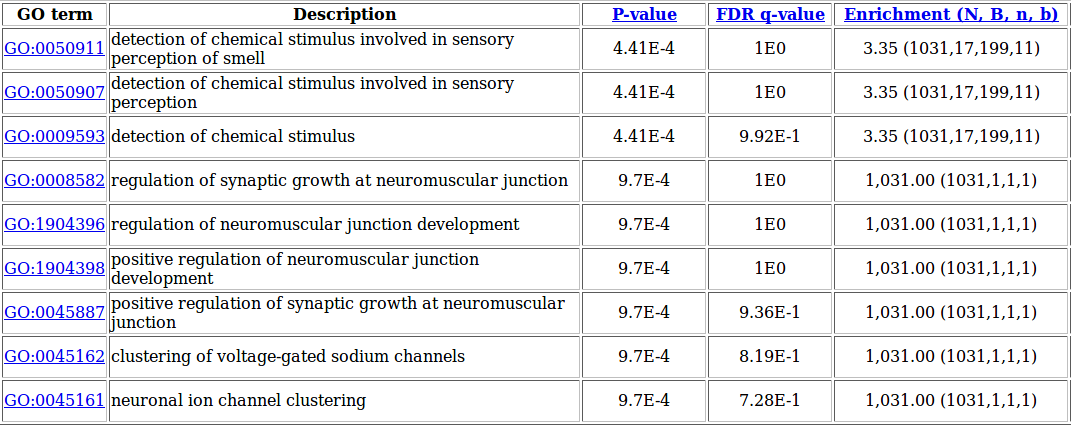 GO term Description P-value FDR q-value Enrichment (N, B, n, b)
GO:0050911 detection of chemical stimulus involved in sensory perception of smell 4.41E-4 1E0 3.35 (1031,17,199,11)
GO:0050907 detection of chemical stimulus involved in sensory perception 4.41E-4 1E0 3.35 (1031,17,199,11)
GO:0009593 detection of chemical stimulus 4.41E-4 9.92E-1 3.35 (1031,17,199,11)
GO:0008582 regulation of synaptic growth at neuromuscular junction 9.7E-4 1E0 1,031.00 (1031,1,1,1)
GO:1904396 regulation of neuromuscular junction development 9.7E-4 1E0 1,031.00 (1031,1,1,1)
GO:1904398 positive regulation of neuromuscular junction development 9.7E-4 1E0 1,031.00 (1031,1,1,1)
GO:0045887 positive regulation of synaptic growth at neuromuscular junction 9.7E-4 9.36E-1 1,031.00 (1031,1,1,1)
GO:0045162 clustering of voltage-gated sodium channels 9.7E-4 8.19E-1 1,031.00 (1031,1,1,1)
GO:0045161 neuronal ion channel clustering 9.7E-4 7.28E-1 1,031.00 (1031,1,1,1)